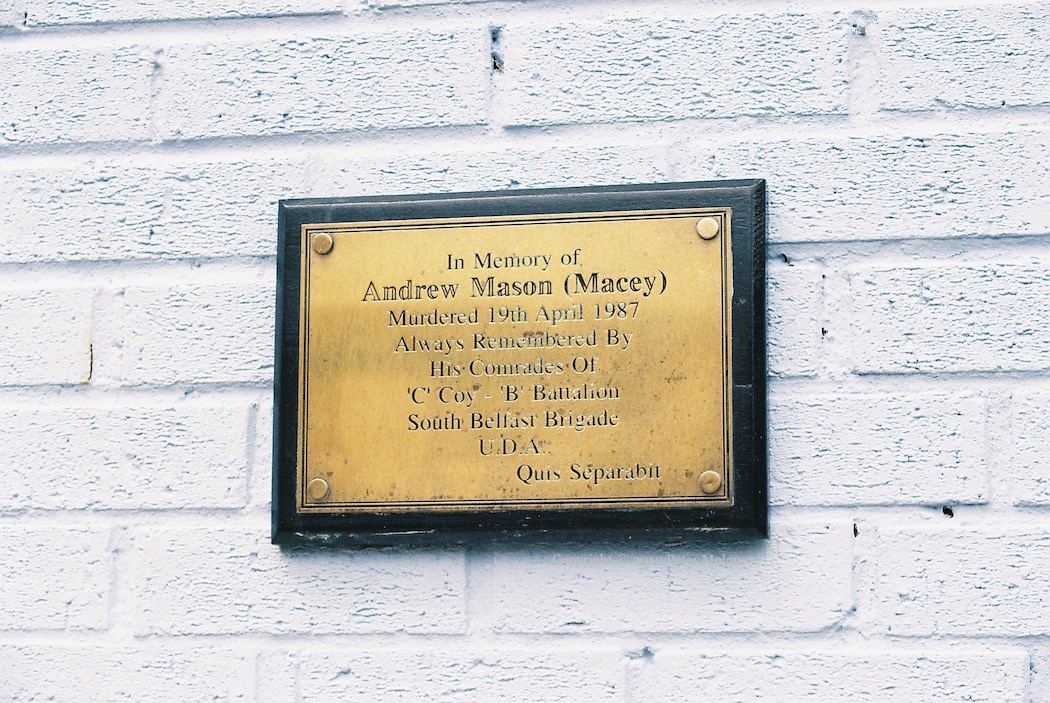 In Memory of
Andrew Mason (Macey)
Murdered 19th April 1987
Always Remembered By
His Comrades Of
'C' Coy - 'B' Battalion
South Belfast Brigade
U.D.A.
Quis Separabit